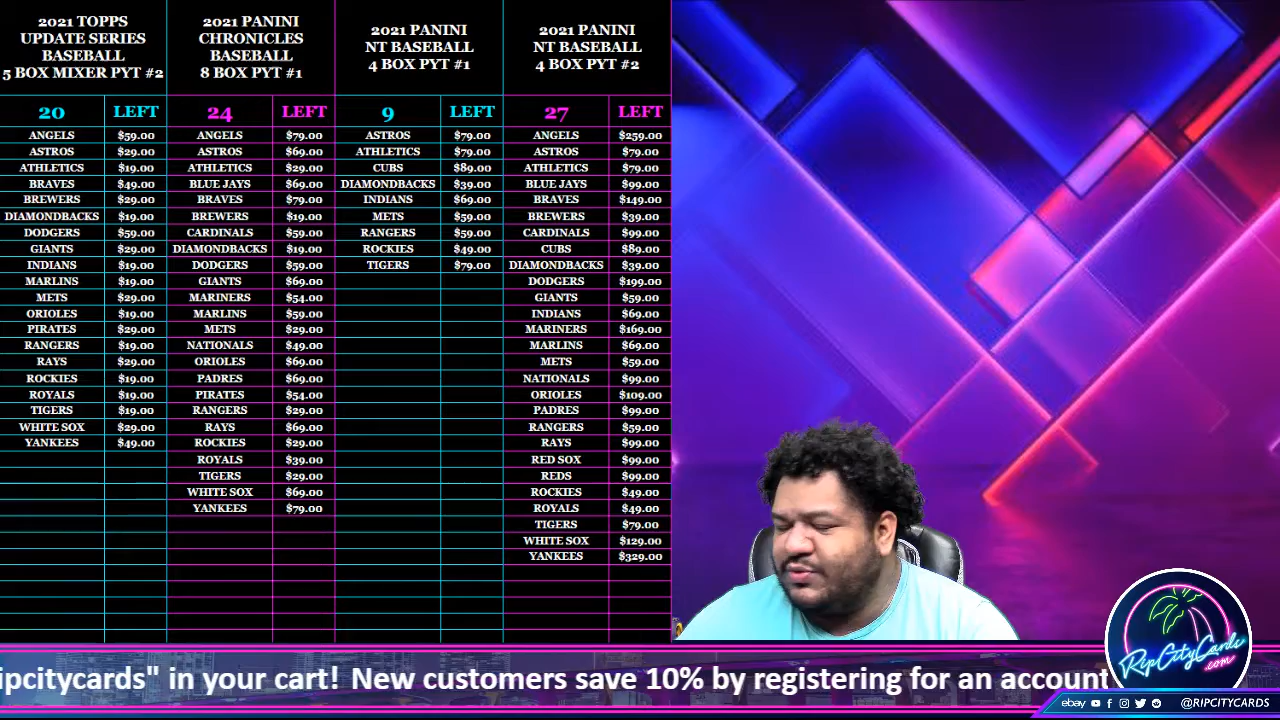 2021 TOPPS
UPDATE SERIES
BASEBALL
5 BOX MIXER PYT #2
20 LEFT
ANGELS $59.00
ASTROS $29.00
ATHLETICS $19.00
BRAVES $49.00
BREWERS $29.00
DIAMONDBACKS $19.00
DODGERS $59.00
GIANTS $29.00
INDIANS $19.00
MARLINS $19.00
METS $29.00
ORIOLES $19.00
PIRATES $29.00
RANGERS $19.00
RAYS $29.00
ROCKIES $19.00
ROYALS $19.00
TIGERS $19.00
WHITE SOX $29.00
YANKEES $49.00
2021 PANINI
CHRONICLES
BASEBALL
8 BOX PYT #1
24 LEFT
ANGELS $79.00
ASTROS $69.00
ATHLETICS $29.00
BLUE JAYS $69.00
BRAVES $79.00
BREWERS $19.00
CARDINALS $59.00
DIAMONDBACKS $19.00
DODGERS $59.00
GIANTS $69.00
MARINERS $54.00
MARLINS $59.00
METS $29.00
NATIONALS $49.00
ORIOLES $69.00
PADRES $69.00
PIRATES $54.00
RANGERS $29.00
RAYS $69.00
ROCKIES $29.00
ROYALS $39.00
TIGERS $29.00
WHITE SOX $69.00
YANKEES $79.00
2021 PANINI
NT BASEBALL
4 BOX PYT #1
9 LEFT
ASTROS $79.00
ATHLETICS $79.00
CUBS $89.00
DIAMONDBACKS $39.00
INDIANS $69.00
METS $59.00
RANGERS $59.00
ROCKIES $49.00
TIGERS $79.00
2021 PANINI
NT BASEBALL
4 BOX PYT #2
27 LEFT
ANGELS $259.00
ASTROS $79.00
ATHLETICS $79.00
BLUE JAYS $99.00
BRAVES $149.00
BREWERS $39.00
CARDINALS $99.00
CUBS $89.00
DIAMONDBACKS $39.00
DODGERS $199.00
GIANTS $59.00
INDIANS $69.00
MARINERS $169.00
MARLINS $69.00
METS $59.00
NATIONALS $99.00
ORIOLES $109.00
PADRES $99.00
RANGERS $59.00
RAYS $99.00
RED SOX $99.00
REDS $99.00
ROCKIES $49.00
ROYALS $49.00
TIGERS $79.00
WHITE SOX $129.00
YANKEES $329.00
ipcitycards" in your cart! New customers save 10% by registering for an account
RipCityCards
.com
ebay @RIPCITYCARDS